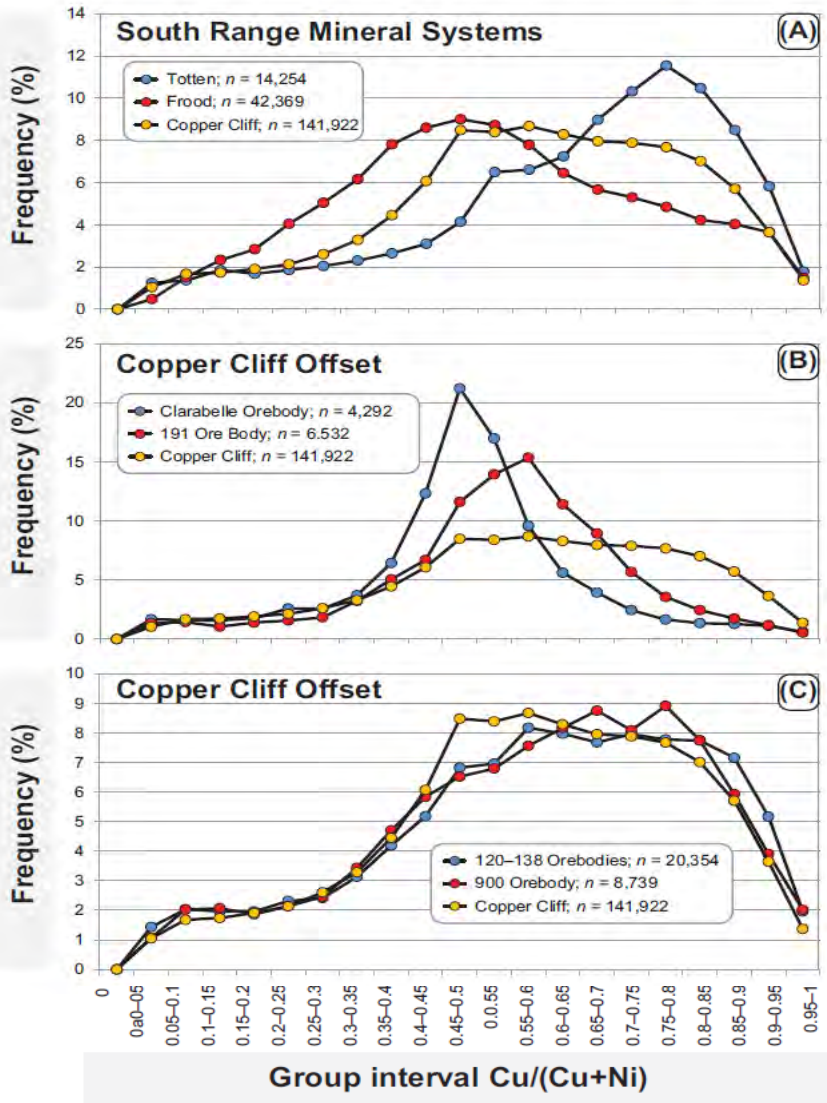 South Range Mineral Systems
(A)
Totten; n = 14,254
Frood; n = 42,369
Copper Cliff; n = 141,922
Frequency (%)
14
12
10
8
6
4
2
0
Copper Cliff Offset
(B)
Clarabelle Orebody; n = 4,292
191 Ore Body; n = 6.532
Copper Cliff; n = 141,922
Frequency (%)
25
20
15
10
5
0
Copper Cliff Offset
(C)
120–138 Orebodies; n = 20,354
900 Orebody; n = 8,739
Copper Cliff; n = 141,922
Frequency (%)
10
9
8
7
6
5
4
3
2
1
0
0
0a0–05
0.05–0.1
0.1–0.15
0.15–0.2
0.2–0.25
0.25–0.3
0.3–0.35
0.35–0.4
0.4–0.45
0.45–0.5
0.0.55
0.55–0.6
0.6–0.65
0.65–0.7
0.7–0.75
0.75–0.8
0.8–0.85
0.85–0.9
0.9–0.95
0.95–1
Group interval Cu/(Cu+Ni)